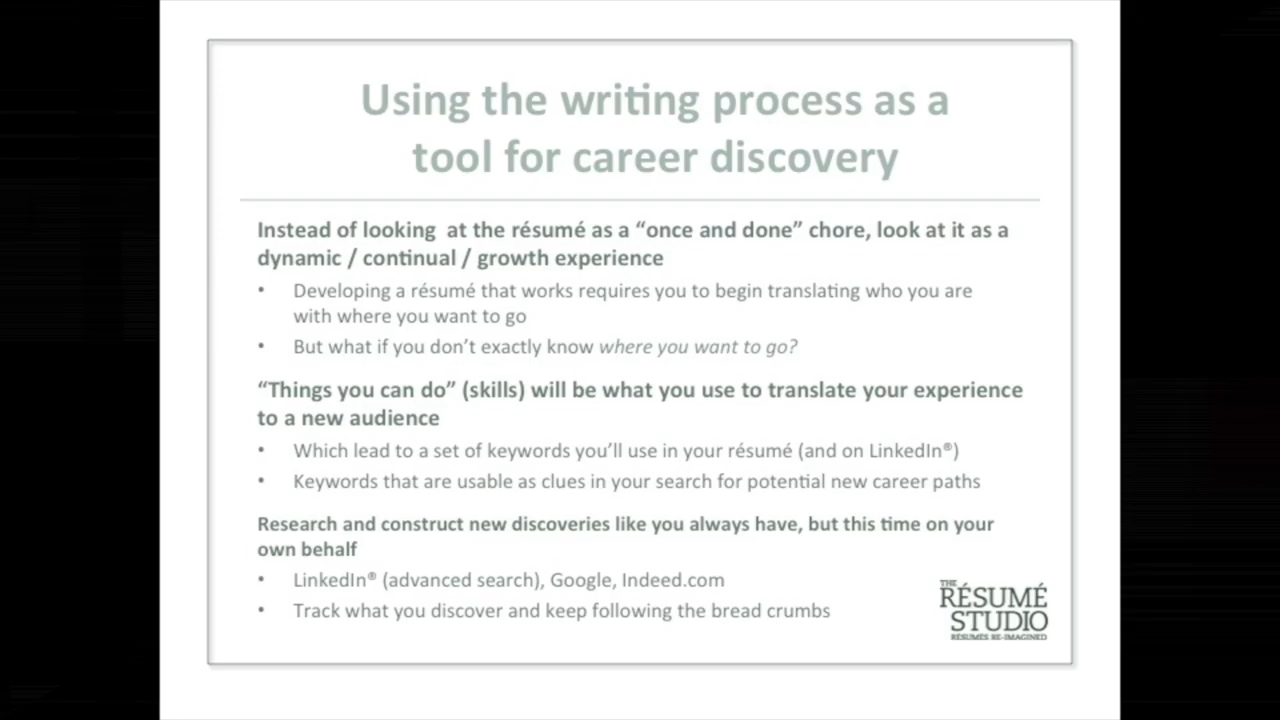 Using the writing process as a
tool for career discovery
Instead of looking  at the résumé as a “once and done” chore, look at it as a
dynamic / continual / growth experience
• Developing a résumé that works requires you to begin translating who you are
with where you want to go
• But what if you don’t exactly know where you want to go?
“Things you can do” (skills) will be what you use to translate your experience
to a new audience
• Which lead to a set of keywords you’ll use in your résumé (and on LinkedIn®)
• Keywords that are usable as clues in your search for potential new career paths
Research and construct new discoveries like you always have, but this time on your
own behalf
• LinkedIn® (advanced search), Google, Indeed.com
• Track what you discover and keep following the bread crumbs
THE
RÉSUMÉ
STUDIO
RÉSUMÉS RE-IMAGINED